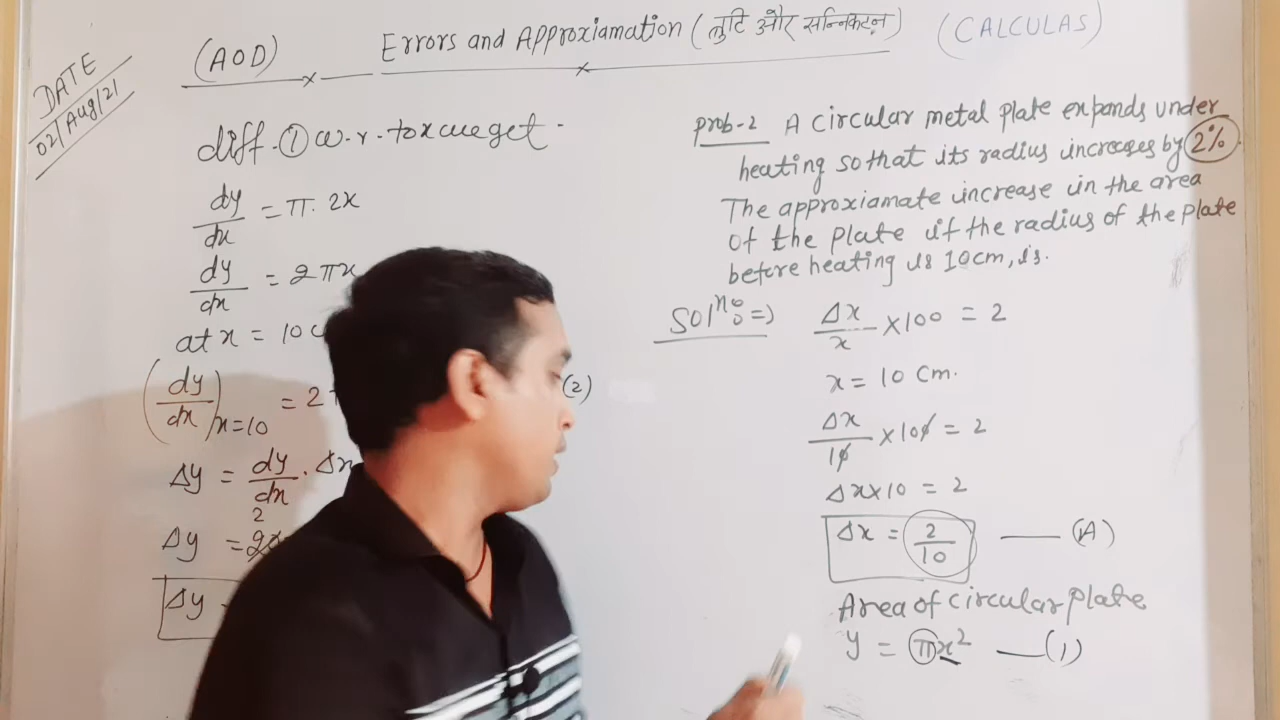 DATE
02/Aug/21
(AOD) Errors and Approxiamation (त्रुटि और सन्निकटन) (CALCULAS)
diff. ① w.r.to x we get.
dy/dx = π. 2x
dy/dx = 2πx
at x = 10 c
(dy/dx)x=10 = 2 (2)
Δy = dy/dx . Δx
Δy =
Δy
prob-2 A circular metal plate expands under
heating so that its radius increases by 2%.
The approxiamate increase in the area
of the plate if the radius of the plate
before heating is 10cm, is.
Solnº => Δx/x × 100 = 2
x = 10 cm.
Δx/10 × 100 = 2
Δx×10 = 2
Δx = 2/10 —— (A)
Area of circular plate
y = πx² —(1)